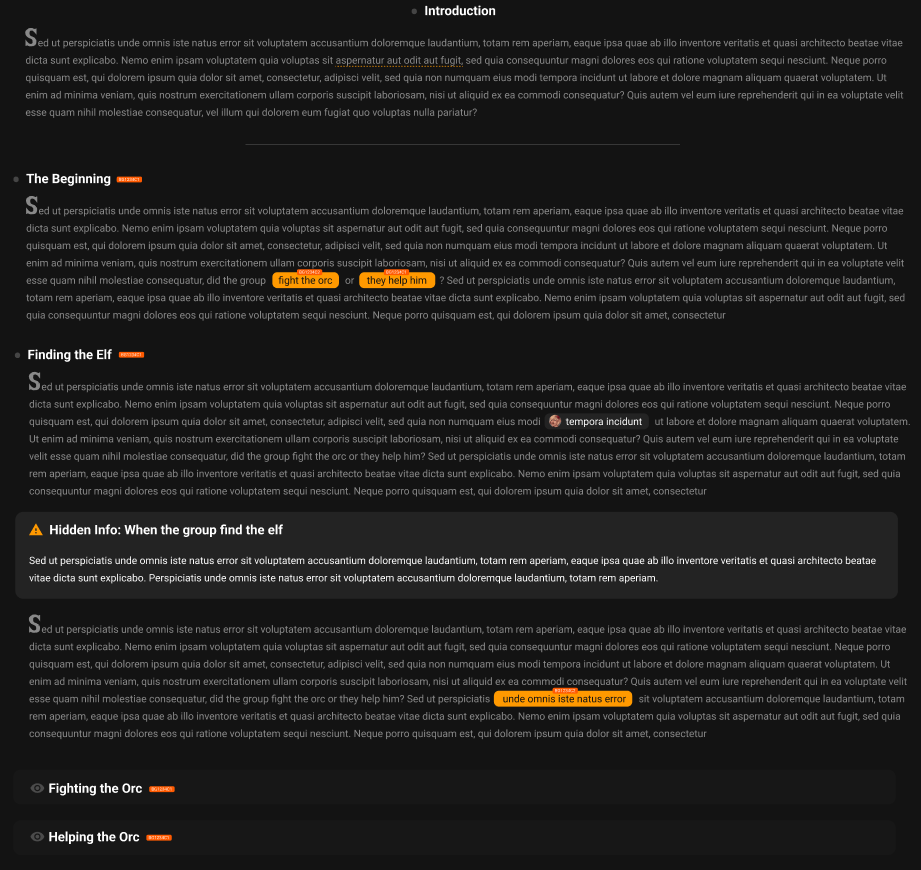 Introduction
Sed ut perspiciatis unde omnis iste natus error sit voluptatem accusantium doloremque laudantium, totam rem aperiam, eaque ipsa quae ab illo inventore veritatis et quasi architecto beatae vitae
dicta sunt explicabo. Nemo enim ipsam voluptatem quia voluptas sit aspernatur aut odit aut fugit, sed quia consequuntur magni dolores eos qui ratione voluptatem sequi nesciunt. Neque porro
quisquam est, qui dolorem ipsum quia dolor sit amet, consectetur, adipisci velit, sed quia non numquam eius modi tempora incidunt ut labore et dolore magnam aliquam quaerat voluptatem. Ut
enim ad minima veniam, quis nostrum exercitationem ullam corporis suscipit laboriosam, nisi ut aliquid ex ea commodi consequatur? Quis autem vel eum iure reprehenderit qui in ea voluptate velit
esse quam nihil molestiae consequatur, vel illum qui dolorem eum fugiat quo voluptas nulla pariatur?
The Beginning
Sed ut perspiciatis unde omnis iste natus error sit voluptatem accusantium doloremque laudantium, totam rem aperiam, eaque ipsa quae ab illo inventore veritatis et quasi architecto beatae vitae
dicta sunt explicabo. Nemo enim ipsam voluptatem quia voluptas sit aspernatur aut odit aut fugit, sed quia consequuntur magni dolores eos qui ratione voluptatem sequi nesciunt. Neque porro
quisquam est, qui dolorem ipsum quia dolor sit amet, consectetur, adipisci velit, sed quia non numquam eius modi tempora incidunt ut labore et dolore magnam aliquam quaerat voluptatem. Ut
enim ad minima veniam, quis nostrum exercitationem ullam corporis suscipit laboriosam, nisi ut aliquid ex ea commodi consequatur? Quis autem vel eum iure reprehenderit qui in ea voluptate velit
esse quam nihil molestiae consequatur, did the group fight the orc or they help him ? Sed ut perspiciatis unde omnis iste natus error sit voluptatem accusantium doloremque laudantium,
totam rem aperiam, eaque ipsa quae ab illo inventore veritatis et quasi architecto beatae vitae dicta sunt explicabo. Nemo enim ipsam voluptatem quia voluptas sit aspernatur aut odit aut fugit, sed
quia consequuntur magni dolores eos qui ratione voluptatem sequi nesciunt. Neque porro quisquam est, qui dolorem ipsum quia dolor sit amet, consectetur
Finding the Elf
Sed ut perspiciatis unde omnis iste natus error sit voluptatem accusantium doloremque laudantium, totam rem aperiam, eaque ipsa quae ab illo inventore veritatis et quasi architecto beatae vitae
dicta sunt explicabo. Nemo enim ipsam voluptatem quia voluptas sit aspernatur aut odit aut fugit, sed quia consequuntur magni dolores eos qui ratione voluptatem sequi nesciunt. Neque porro
quisquam est, qui dolorem ipsum quia dolor sit amet, consectetur, adipisci velit, sed quia non numquam eius modi tempora incidunt ut labore et dolore magnam aliquam quaerat voluptatem.
Ut enim ad minima veniam, quis nostrum exercitationem ullam corporis suscipit laboriosam, nisi ut aliquid ex ea commodi consequatur? Quis autem vel eum iure reprehenderit qui in ea voluptate
velit esse quam nihil molestiae consequatur, did the group fight the orc or they help him? Sed ut perspiciatis unde omnis iste natus error sit voluptatem accusantium doloremque laudantium, totam
rem aperiam, eaque ipsa quae ab illo inventore veritatis et quasi architecto beatae vitae dicta sunt explicabo. Nemo enim ipsam voluptatem quia voluptas sit aspernatur aut odit aut fugit, sed quia
consequuntur magni dolores eos qui ratione voluptatem sequi nesciunt. Neque porro quisquam est, qui dolorem ipsum quia dolor sit amet, consectetur
Hidden Info: When the group find the elf
Sed ut perspiciatis unde omnis iste natus error sit voluptatem accusantium doloremque laudantium, totam rem aperiam, eaque ipsa quae ab illo inventore veritatis et quasi architecto beatae
vitae dicta sunt explicabo. Perspiciatis unde omnis iste natus error sit voluptatem accusantium doloremque laudantium, totam rem aperiam.
Sed ut perspiciatis unde omnis iste natus error sit voluptatem accusantium doloremque laudantium, totam rem aperiam, eaque ipsa quae ab illo inventore veritatis et quasi architecto beatae vitae
dicta sunt explicabo. Nemo enim ipsam voluptatem quia voluptas sit aspernatur aut odit aut fugit, sed quia consequuntur magni dolores eos qui ratione voluptatem sequi nesciunt. Neque porro
quisquam est, qui dolorem ipsum quia dolor sit amet, consectetur, adipisci velit, sed quia non numquam eius modi tempora incidunt ut labore et dolore magnam aliquam quaerat voluptatem. Ut
enim ad minima veniam, quis nostrum exercitationem ullam corporis suscipit laboriosam, nisi ut aliquid ex ea commodi consequatur? Quis autem vel eum iure reprehenderit qui in ea voluptate velit
esse quam nihil molestiae consequatur, did the group fight the orc or they help him? Sed ut perspiciatis unde omnis iste natus error sit voluptatem accusantium doloremque laudantium, totam
rem aperiam, eaque ipsa quae ab illo inventore veritatis et quasi architecto beatae vitae dicta sunt explicabo. Nemo enim ipsam voluptatem quia voluptas sit aspernatur aut odit aut fugit, sed quia
consequuntur magni dolores eos qui ratione voluptatem sequi nesciunt. Neque porro quisquam est, qui dolorem ipsum quia dolor sit amet, consectetur
Fighting the Orc
Helping the Orc